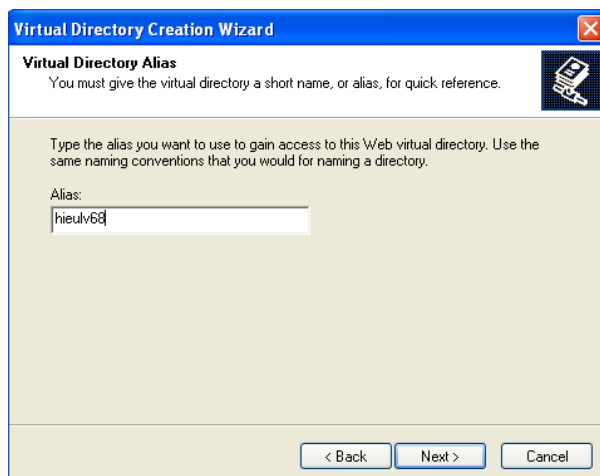 Virtual Directory Creation Wizard
Virtual Directory Alias
You must give the virtual directory a short name, or alias, for quick reference.
Type the alias you want to use to gain access to this Web virtual directory. Use the
same naming conventions that you would for naming a directory.
Alias:
hieulv68
< Back Next > Cancel